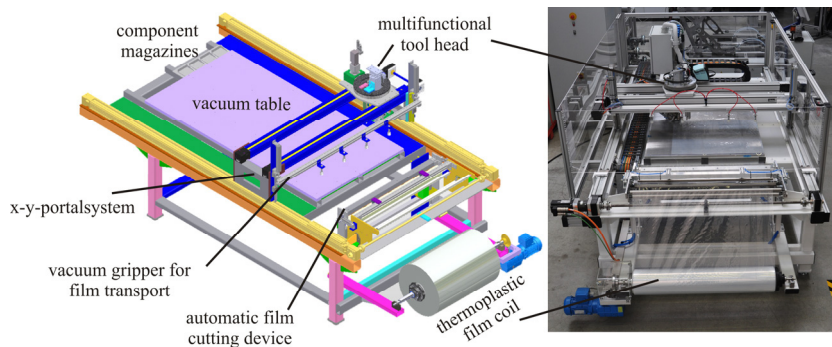 component
magazines
multifunctional
tool head
vacuum table
x-y-portalsystem
vacuum gripper for
film transport
automatic film
cutting device
thermoplastic
film coil